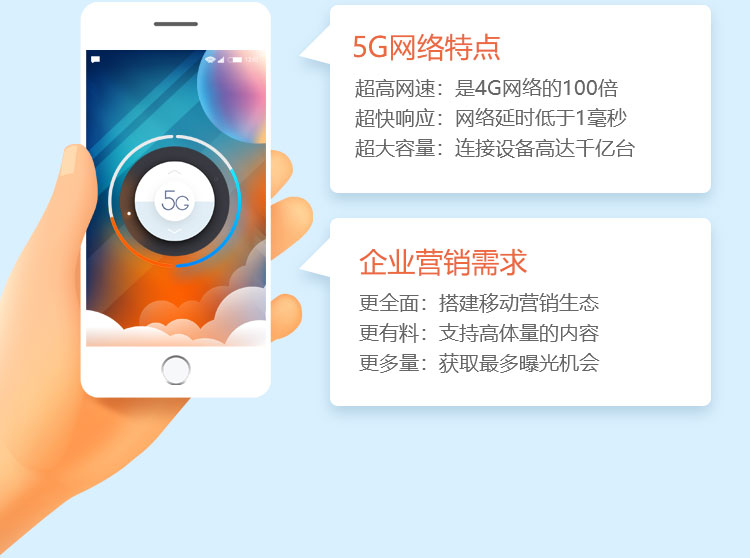 5G网络特点
超高网速：是4G网络的100倍
超快响应：网络延时低于1毫秒
超大容量：连接设备高达千亿台
5G
企业营销需求
更全面：搭建移动营销生态
更有料：支持高体量的内容
更多量：获取最多曝光机会